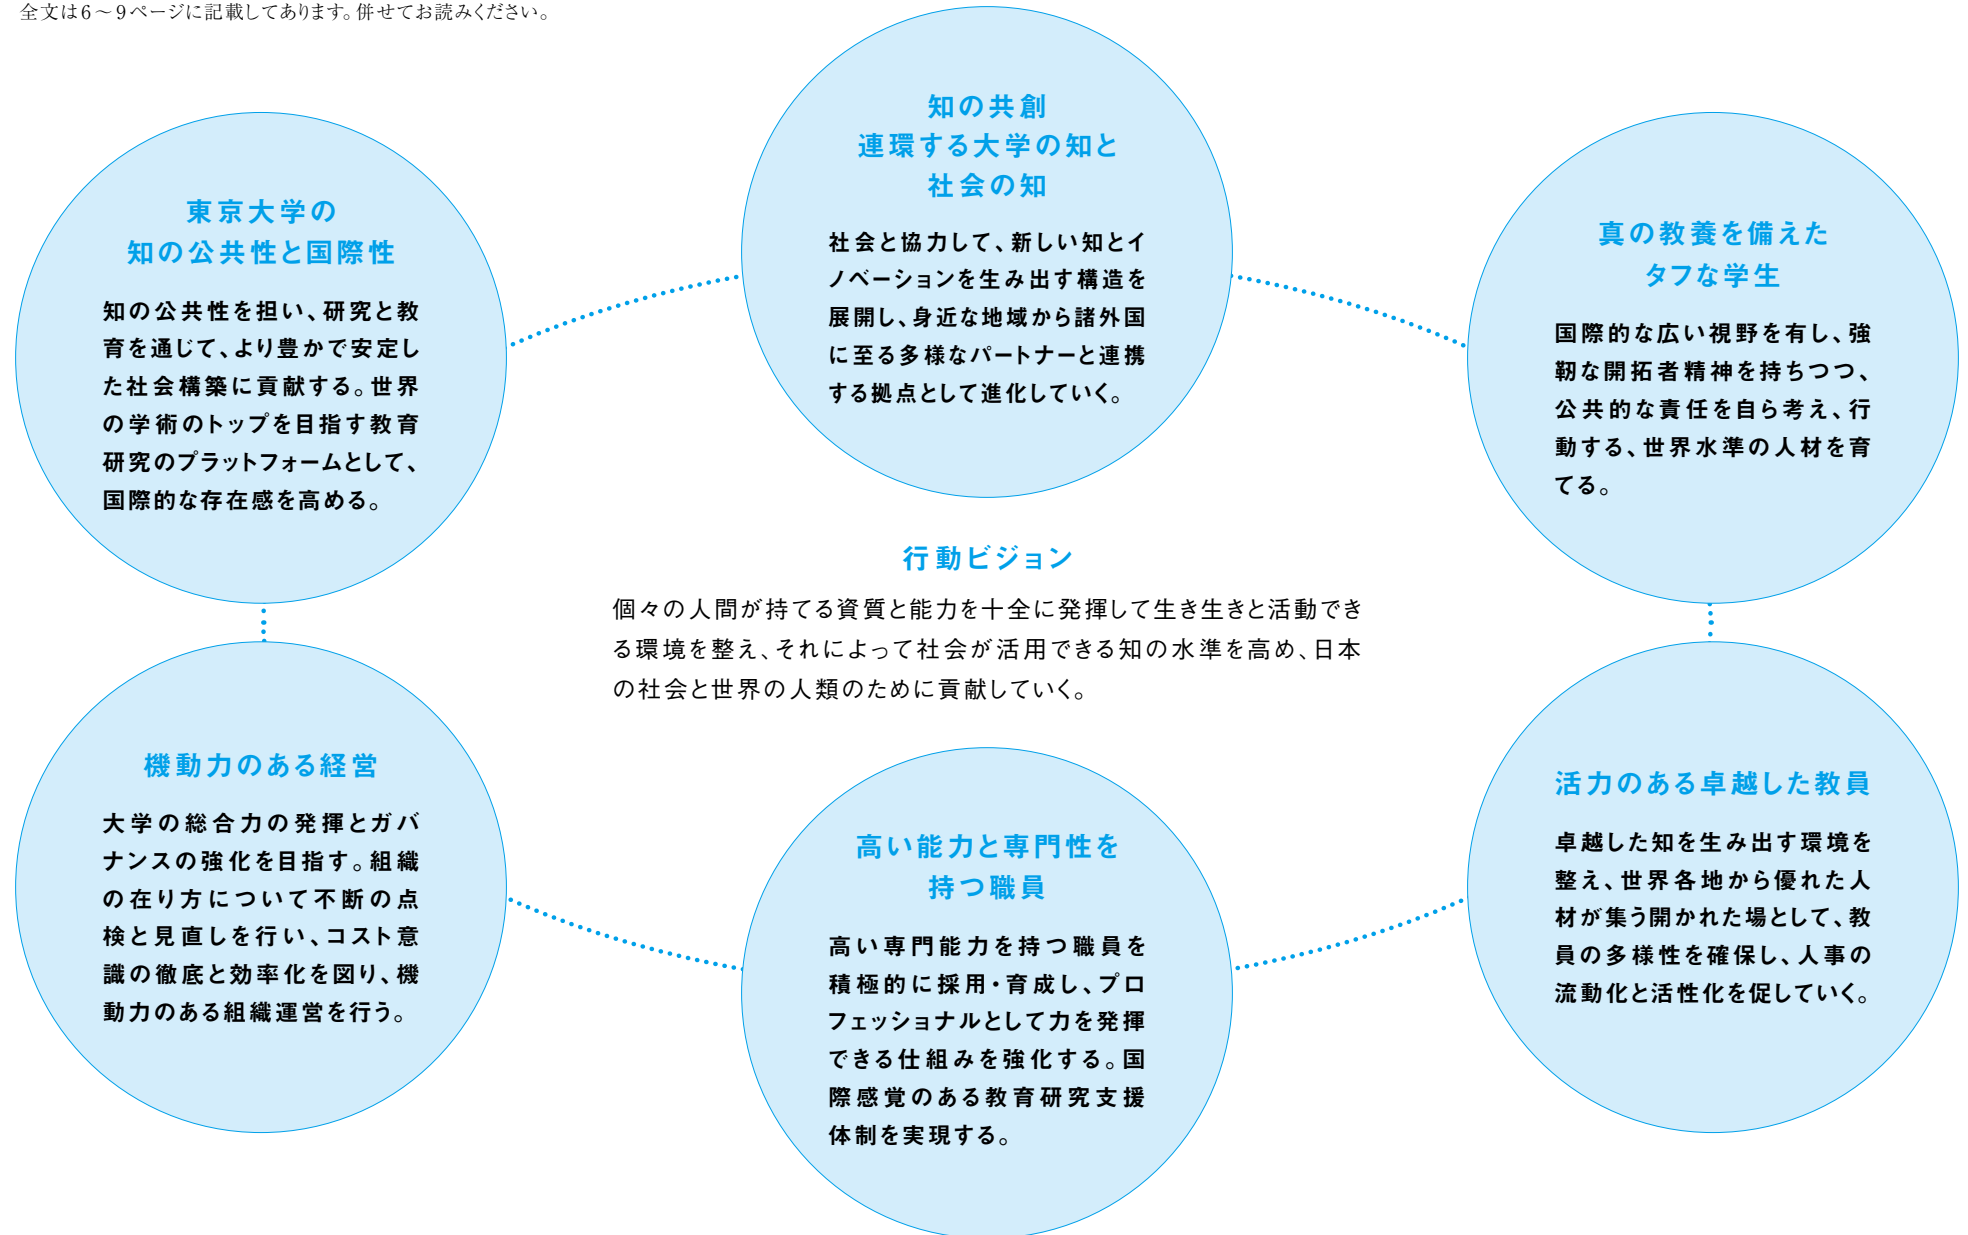 全文は6～9ページに記載してあります。併せてお読みください。
知の共創
連環する大学の知と
社会の知
社会と協力して、新しい知とイ
ノベーションを生み出す構造を
展開し、身近な地域から諸外国
に至る多様なパートナーと連携
する拠点として進化していく。
東京大学の
知の公共性と国際性
知の公共性を担い、研究と教
育を通じて、より豊かで安定し
た社会構築に貢献する。世界
の学術のトップを目指す教育
研究のプラットフォームとして、
国際的な存在感を高める。
真の教養を備えた
タフな学生
国際的な広い視野を有し、強
靭な開拓者精神を持ちつつ、
公共的な責任を自ら考え、行
動する、世界水準の人材を育
てる。
行動ビジョン
個々の人間が持てる資質と能力を十全に発揮して生き生きと活動でき
る環境を整え、それによって社会が活用できる知の水準を高め、日本
の社会と世界の人類のために貢献していく。
機動力のある経営
大学の総合力の発揮とガバ
ナンスの強化を目指す。組織
の在り方について不断の点
検と見直しを行い、コスト意
識の徹底と効率化を図り、機
動力のある組織運営を行う。
高い能力と専門性を
持つ職員
高い専門能力を持つ職員を
積極的に採用・育成し、プロ
フェッショナルとして力を発揮
できる仕組みを強化する。国
際感覚のある教育研究支援
体制を実現する。
活力のある卓越した教員
卓越した知を生み出す環境を
整え、世界各地から優れた人
材が集う開かれた場として、教
員の多様性を確保し、人事の
流動化と活性化を促していく。